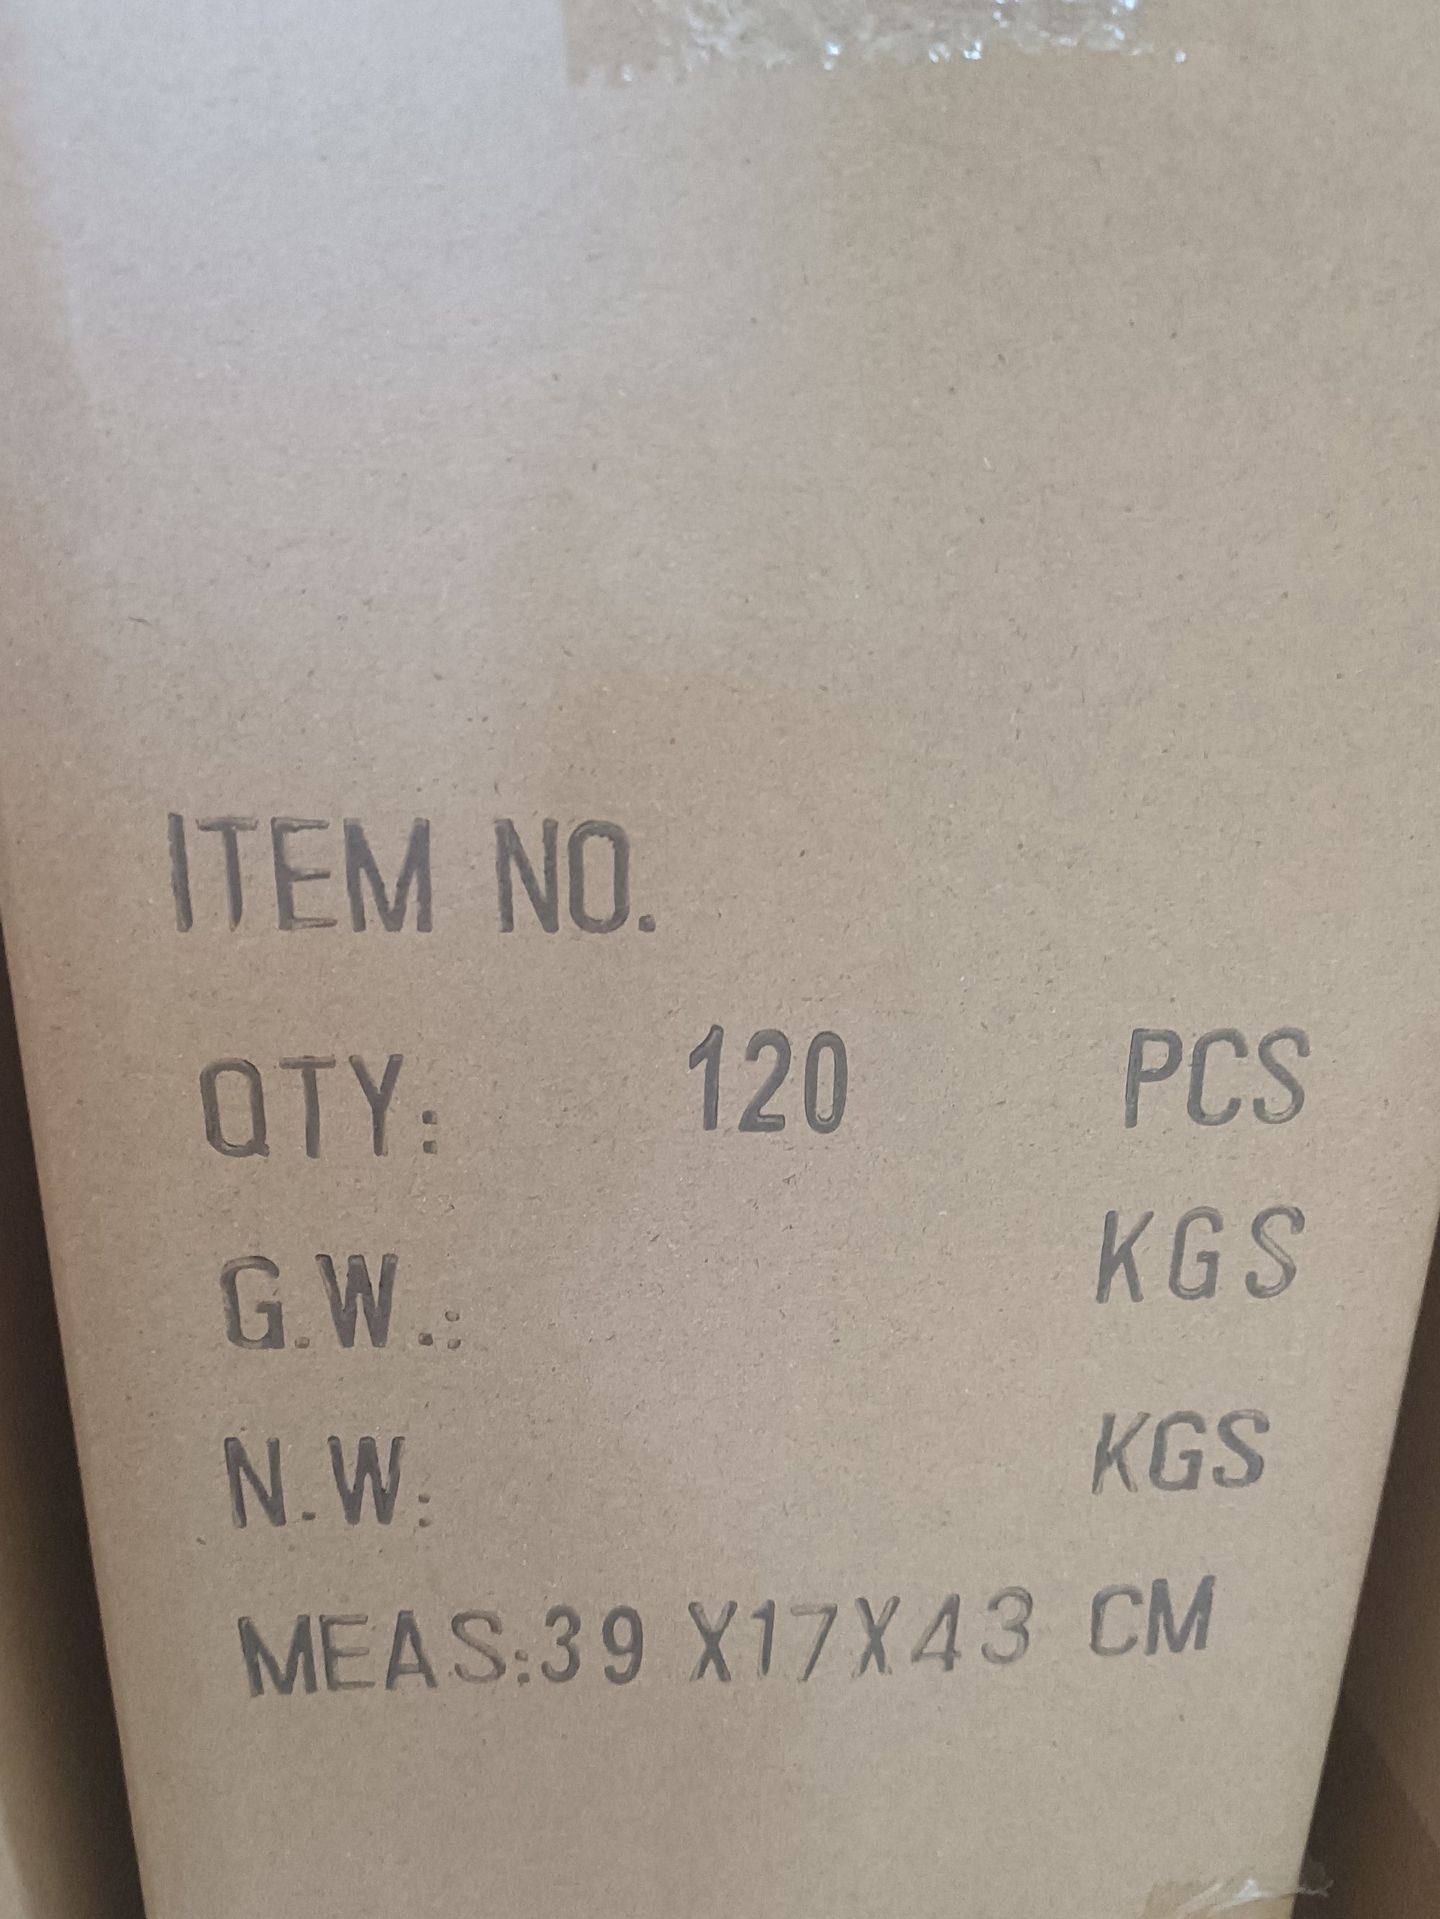 ITEM NO.
QTY: 120 PCS
G.W.: KGS
N.W: KGS
MEAS:39 X17X43 CM